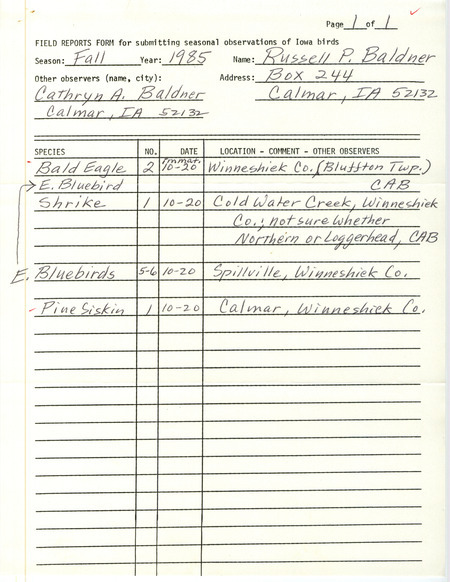 Page 1 of 1
FIELD REPORTS FORM for submitting seasonal observations of Iowa birds
Season: Fall Year: 1985 Name: Russell P. Baldner
Other observers (name, city): Address: Box 244
Cathryn A. Baldner Calmar, IA 52132
Calmar, IA 52132
SPECIES NO. DATE LOCATION - COMMENT - OTHER OBSERVERS
Bald Eagle 2 immat. 10-20 Winneshiek Co. (Bluffton Twp.)
E. Bluebird CAB
Shrike 1 10-20 Cold Water Creek, Winneshiek
Co.; not sure whether
Northern or Loggerhead, CAB
E. Bluebirds 5-6 10-20 Spillville, Winneshiek Co.
Pine Siskin 1 10-20 Calmar, Winneshiek Co.